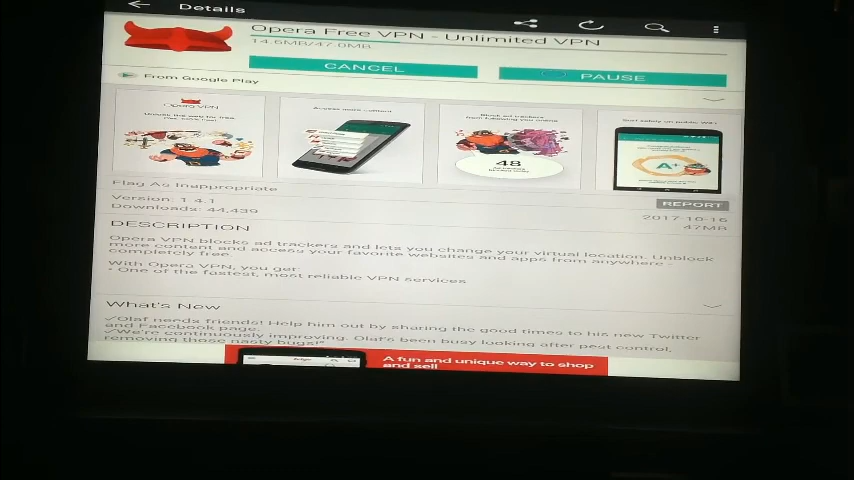 Details
Opera Free VPN - Unlimited VPN
14.6MB/47.0MB
CANCEL
PAUSE
From Google Play
Opera VPN
Access more content
Block ad trackers
from following you online
Surf safely on public WiFi
48
A+
Flag As Inappropriate
REPORT
Version: 1.4.1
2017-10-16
Downloads: 44,439
47MB
DESCRIPTION
Opera VPN blocks ad trackers and lets you change your virtual location. Unblock
more content and access your favorite websites and apps from anywhere -
completely free.
With Opera VPN, you get:
- One of the fastest, most reliable VPN services
What's New
✓Olaf needs friends! Help him out by sharing the good times to his new Twitter
and Facebook page.
✓We're continuously improving. Olaf's been busy looking after pest control,
removing those nasty bugs!"
A fun and unique way to shop
and sell